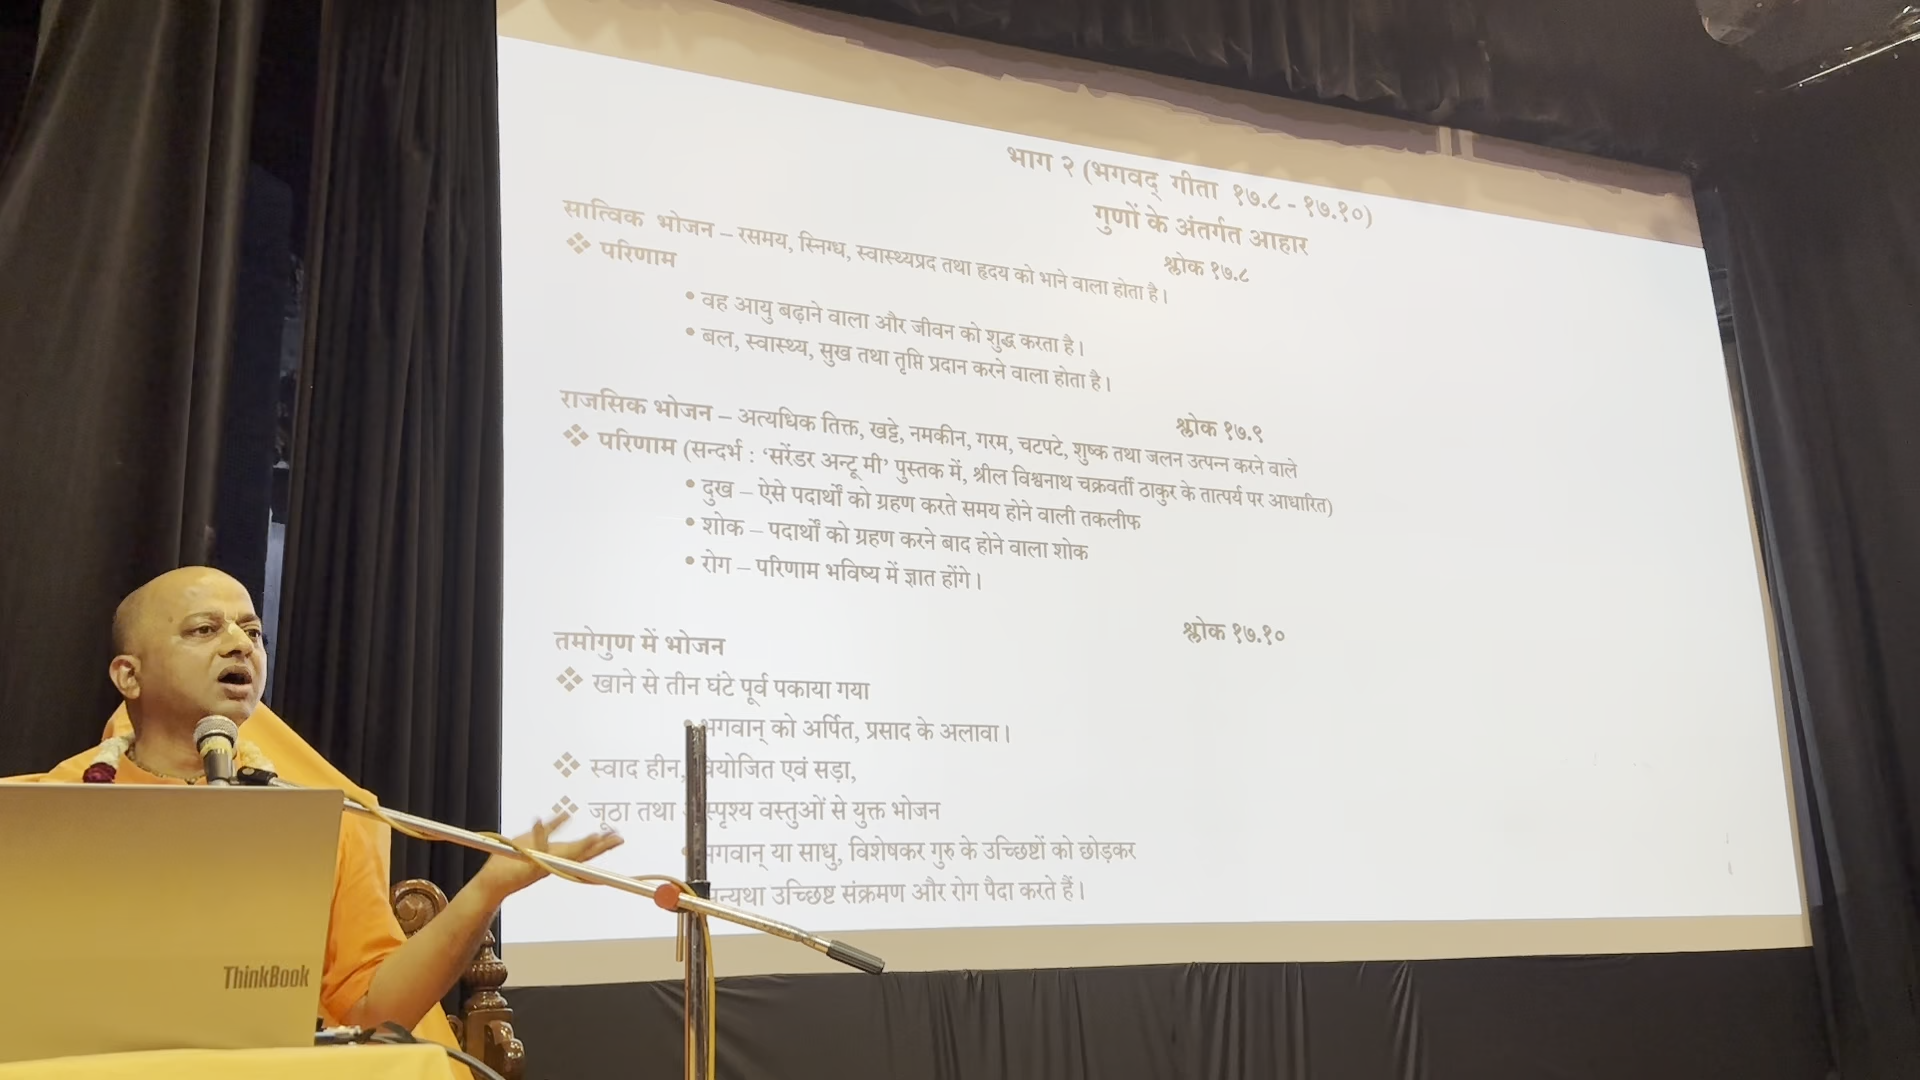 भाग २ (भगवद् गीता १७.८ - १७.१०)
गुणों के अंतर्गत आहार
श्लोक १७.८
सात्विक भोजन – रसमय, स्निग्ध, स्वास्थ्यप्रद तथा हृदय को भाने वाला होता है।
❖ परिणाम
• वह आयु बढ़ाने वाला और जीवन को शुद्ध करता है।
• बल, स्वास्थ्य, सुख तथा तृप्ति प्रदान करने वाला होता है।
श्लोक १७.९
राजसिक भोजन – अत्यधिक तिक्त, खट्टे, नमकीन, गरम, चटपटे, शुष्क तथा जलन उत्पन्न करने वाले
❖ परिणाम (सन्दर्भ : ‘सरेंडर अन्टू मी’ पुस्तक में, श्रील विश्वनाथ चक्रवर्ती ठाकुर के तात्पर्य पर आधारित)
• दुख – ऐसे पदार्थों को ग्रहण करते समय होने वाली तकलीफ
• शोक – पदार्थों को ग्रहण करने बाद होने वाला शोक
• रोग – परिणाम भविष्य में ज्ञात होंगे।
श्लोक १७.१०
तमोगुण में भोजन
❖ खाने से तीन घंटे पूर्व पकाया गया
• भगवान् को अर्पित, प्रसाद के अलावा।
❖ स्वाद हीन, एवं सड़ा,
❖ जूठा तथा वस्तुओं से युक्त भोजन
या साधु, विशेषकर गुरु के उच्छिष्टों को छोड़कर
उच्छिष्ट संक्रमण और रोग पैदा करते हैं।
ThinkBook